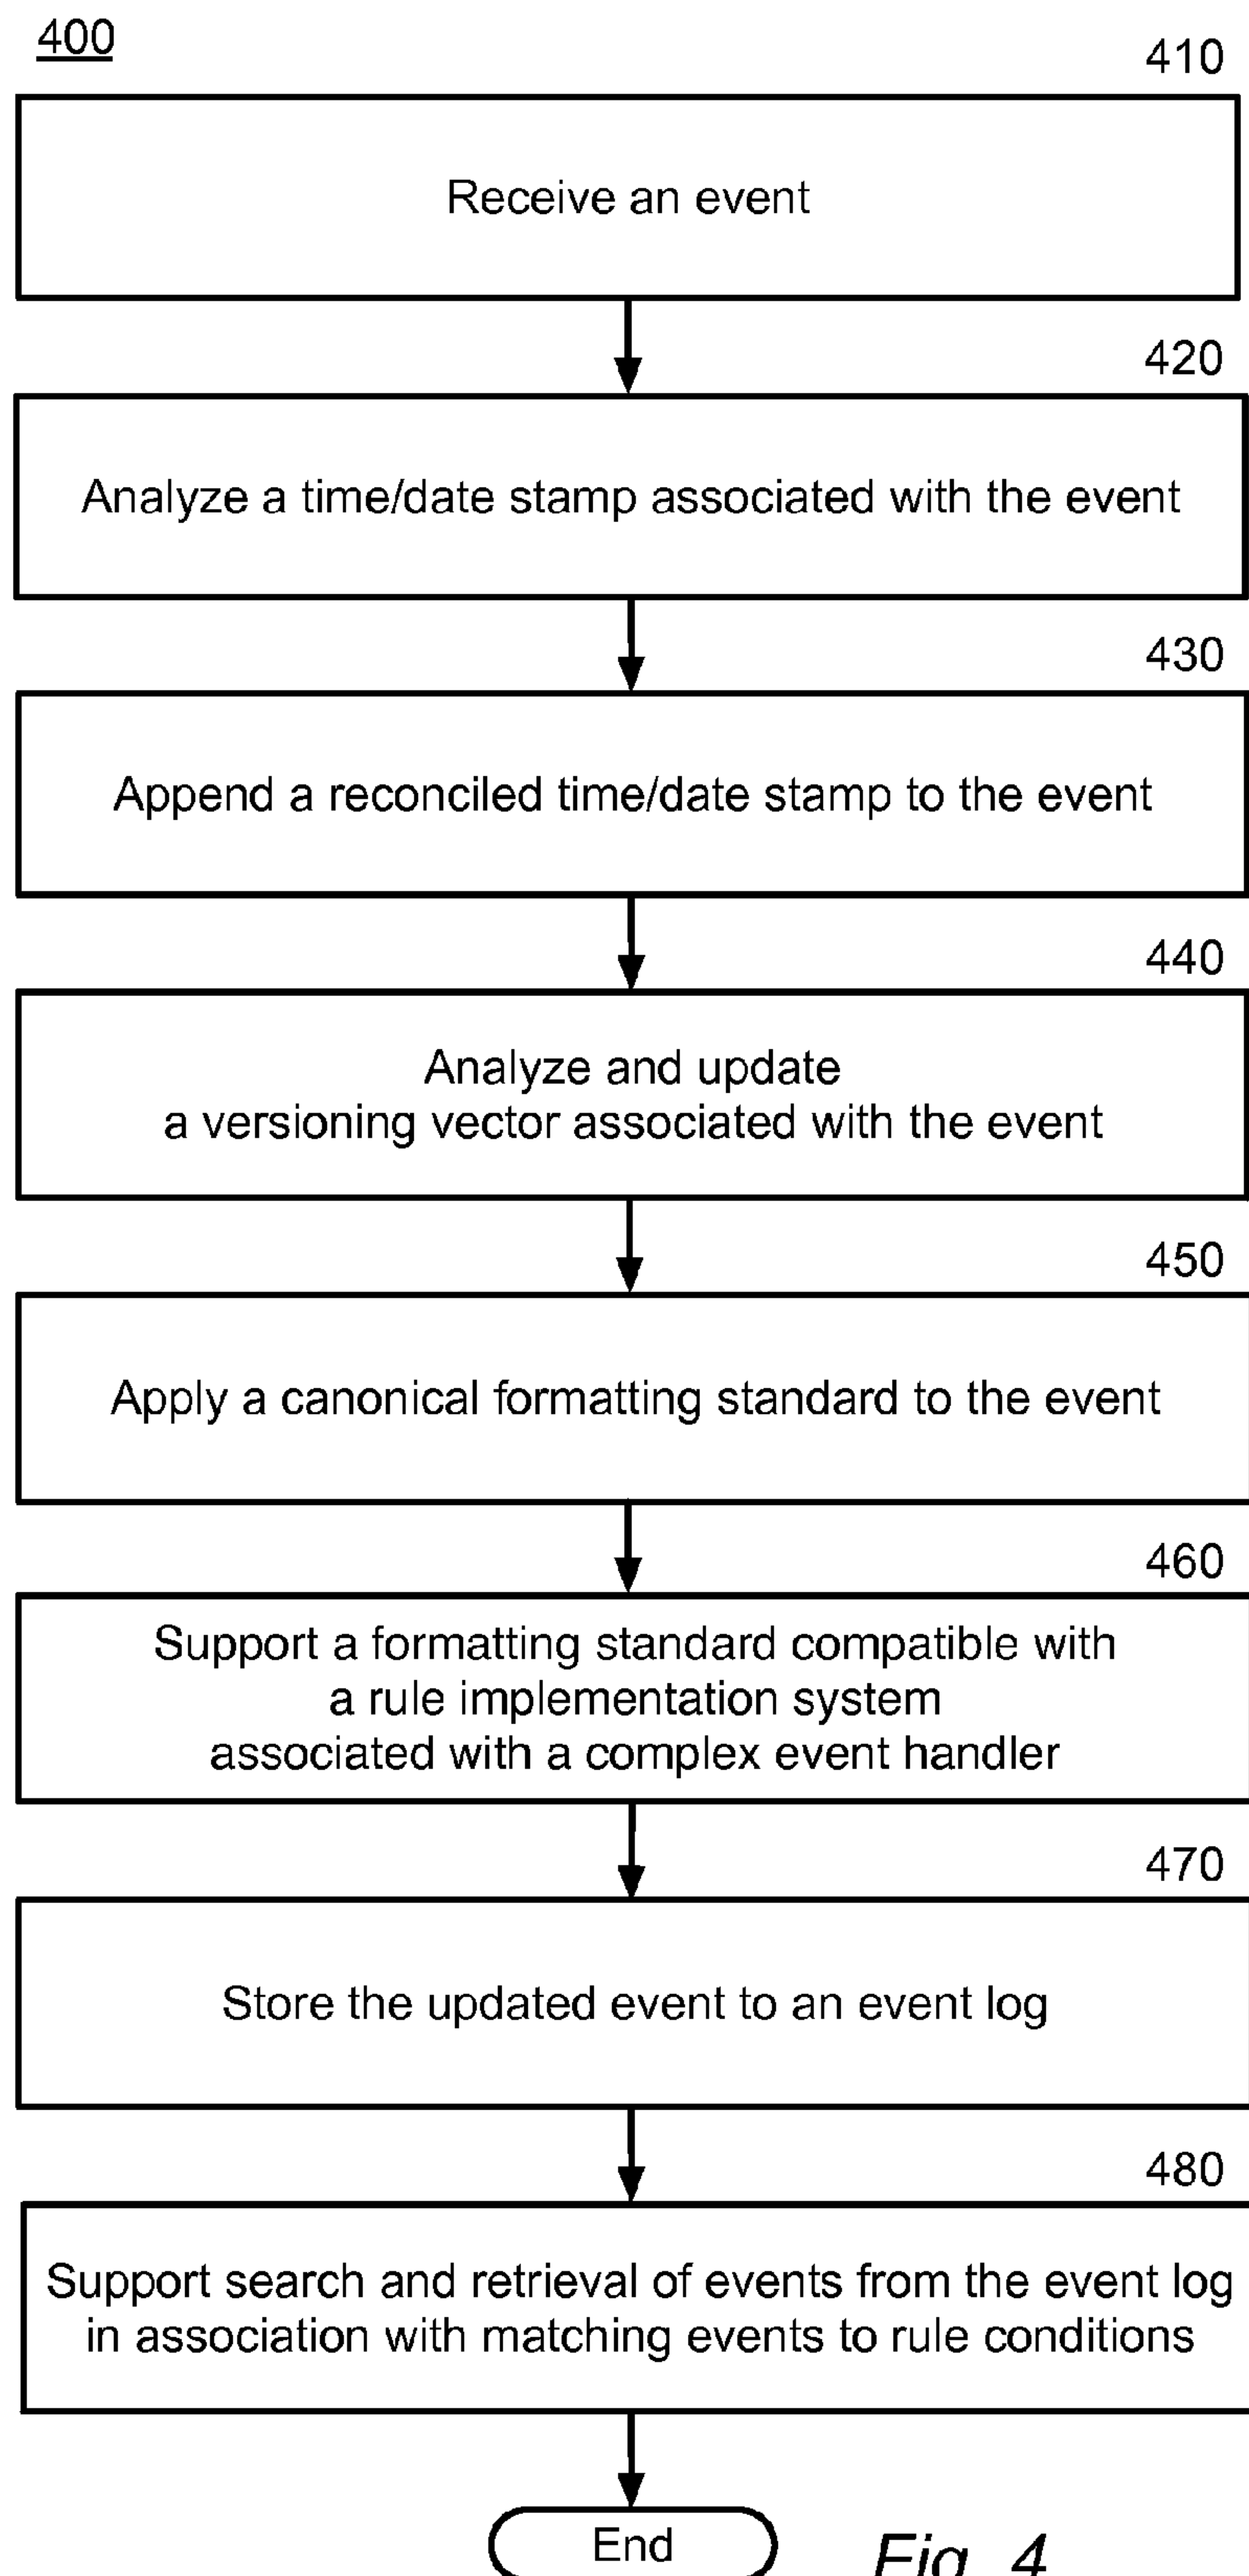 400
410
Receive an event
420
Analyze a time/date stamp associated with the event
430
Append a reconciled time/date stamp to the event
440
Analyze and update
a versioning vector associated with the event
450
Apply a canonical formatting standard to the event
460
Support a formatting standard compatible with
a rule implementation system
associated with a complex event handler
470
Store the updated event to an event log
480
Support search and retrieval of events from the event log
in association with matching events to rule conditions
End
Fig. 4